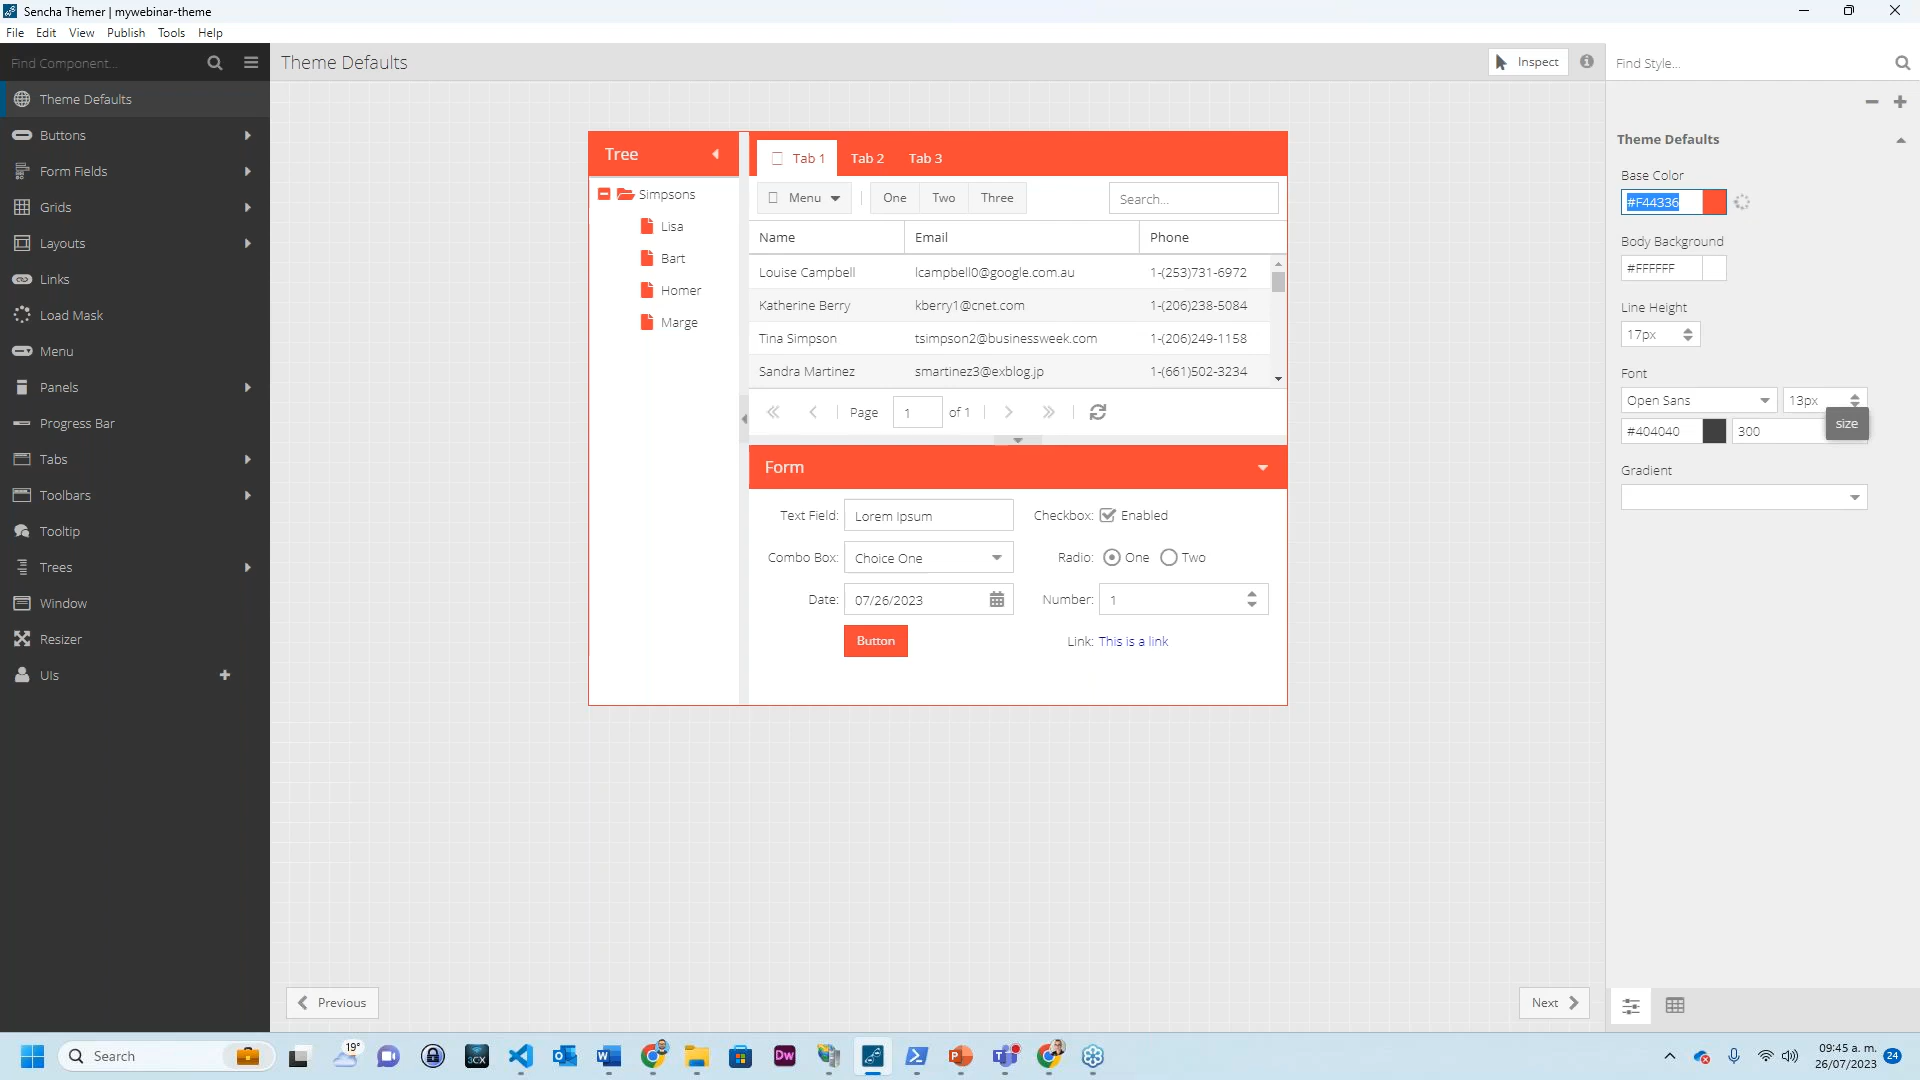 Sencha Themer | mywebinar-theme
File Edit View Publish Tools Help
Find Component...
Theme Defaults
Buttons
Form Fields
Grids
Layouts
Links
Load Mask
Menu
Panels
Progress Bar
Tabs
Toolbars
Tooltip
Trees
Window
Resizer
UIs
Theme Defaults
Inspect
Tree
Simpsons
Lisa
Bart
Homer
Marge
Tab 1 Tab 2 Tab 3
Menu One Two Three Search...
Name Email Phone
Louise Campbell lcampbell0@google.com.au 1-(253)731-6972
Katherine Berry kberry1@cnet.com 1-(206)238-5084
Tina Simpson tsimpson2@businessweek.com 1-(206)249-1158
Sandra Martinez smartinez3@exblog.jp 1-(661)502-3234
Page 1 of 1
Form
Text Field: Lorem Ipsum Checkbox: Enabled
Combo Box: Choice One Radio: One Two
Date: 07/26/2023 Number: 1
Button Link: This is a link
Previous
Next
Find Style...
Theme Defaults
Base Color
#F44336
Body Background
#FFFFFF
Line Height
17px
Font
Open Sans 13px
size
#404040 300
Gradient
Search
19°
3CX
Dw
09:45 a. m.
26/07/2023
24